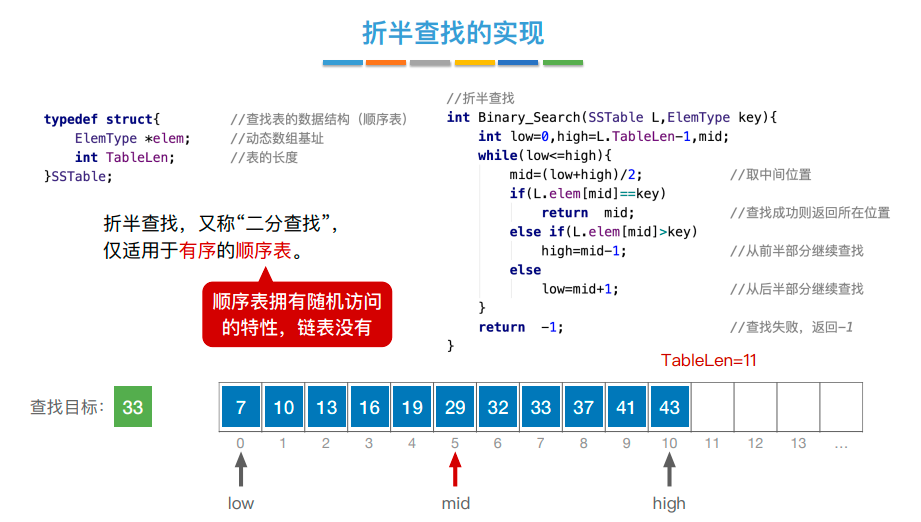 折半查找的实现
typedef struct{ //查找表的数据结构（顺序表）
ElemType *elem; //动态数组基址
int TableLen; //表的长度
}SSTable;
折半查找，又称“二分查找”，
仅适用于有序的顺序表。
顺序表拥有随机访问
的特性，链表没有
//折半查找
int Binary_Search(SSTable L,ElemType key){
int low=0,high=L.TableLen-1,mid;
while(low<=high){
mid=(low+high)/2; //取中间位置
if(L.elem[mid]==key)
return mid; //查找成功则返回所在位置
else if(L.elem[mid]>key)
high=mid-1; //从前半部分继续查找
else
low=mid+1; //从后半部分继续查找
}
return -1; //查找失败，返回-1
}
TableLen=11
查找目标： 33
7 10 13 16 19 29 32 33 37 41 43
0 1 2 3 4 5 6 7 8 9 10 11 12 13 ...
low mid high